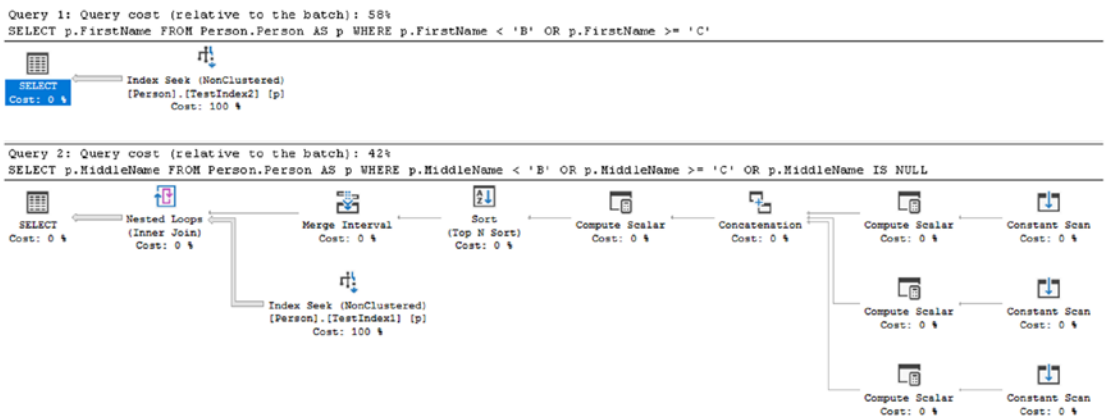 Query 1: Query cost (relative to the batch): 58%
SELECT p.FirstName FROM Person.Person AS p WHERE p.FirstName < 'B' OR p.FirstName >= 'C'
SELECT
Cost: 0 %
Index Seek (NonClustered)
[Person].[TestIndex2] [p]
Cost: 100 %
Query 2: Query cost (relative to the batch): 42%
SELECT p.MiddleName FROM Person.Person AS p WHERE p.MiddleName < 'B' OR p.MiddleName >= 'C' OR p.MiddleName IS NULL
SELECT
Cost: 0 %
Nested Loops
(Inner Join)
Cost: 0 %
Merge Interval
Cost: 0 %
Sort
(Top N Sort)
Cost: 0 %
Compute Scalar
Cost: 0 %
Concatenation
Cost: 0 %
Compute Scalar
Cost: 0 %
Constant Scan
Cost: 0 %
Index Seek (NonClustered)
[Person].[TestIndex1] [p]
Cost: 100 %
Compute Scalar
Cost: 0 %
Constant Scan
Cost: 0 %
Compute Scalar
Cost: 0 %
Constant Scan
Cost: 0 %